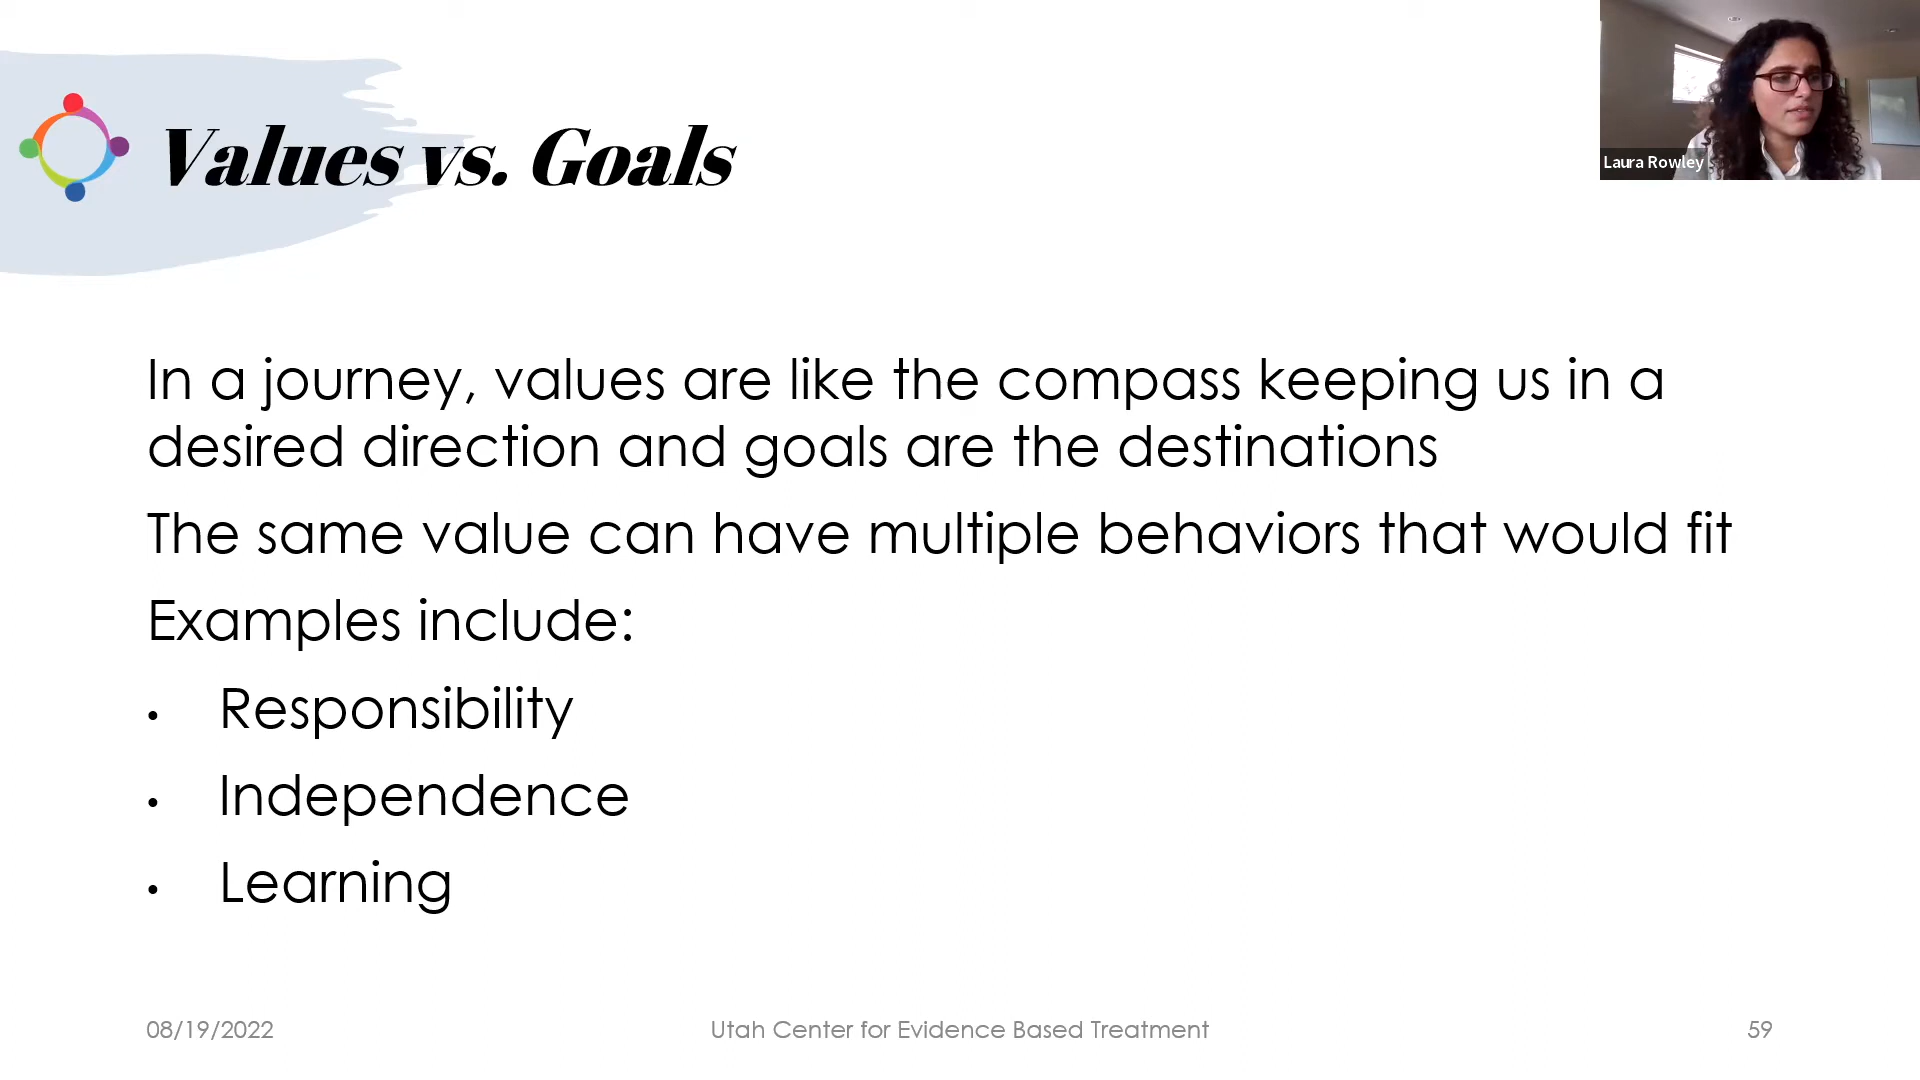 Values vs. Goals
Laura Rowley
In a journey, values are like the compass keeping us in a
desired direction and goals are the destinations
The same value can have multiple behaviors that would fit
Examples include:
• Responsibility
• Independence
• Learning
08/19/2022
Utah Center for Evidence Based Treatment
59